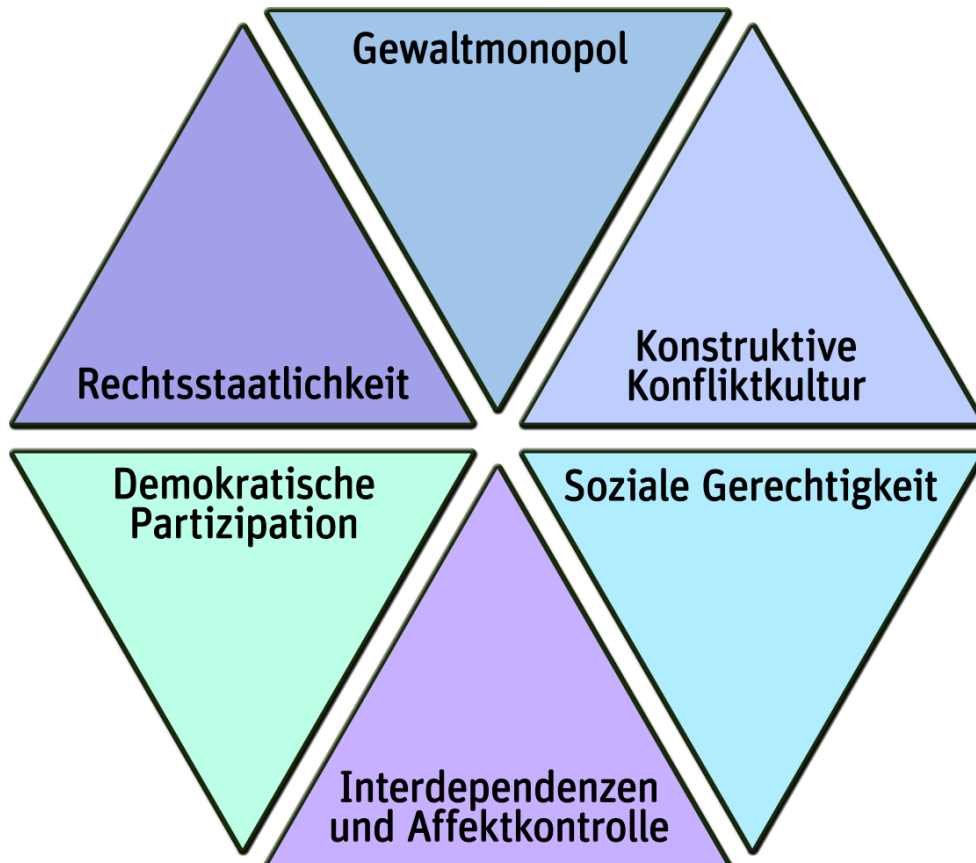 Gewaltmonopol
Rechtsstaatlichkeit
Konstruktive
Konfliktkultur
Demokratische
Partizipation
Soziale Gerechtigkeit
Interdependenzen
und Affektkontrolle